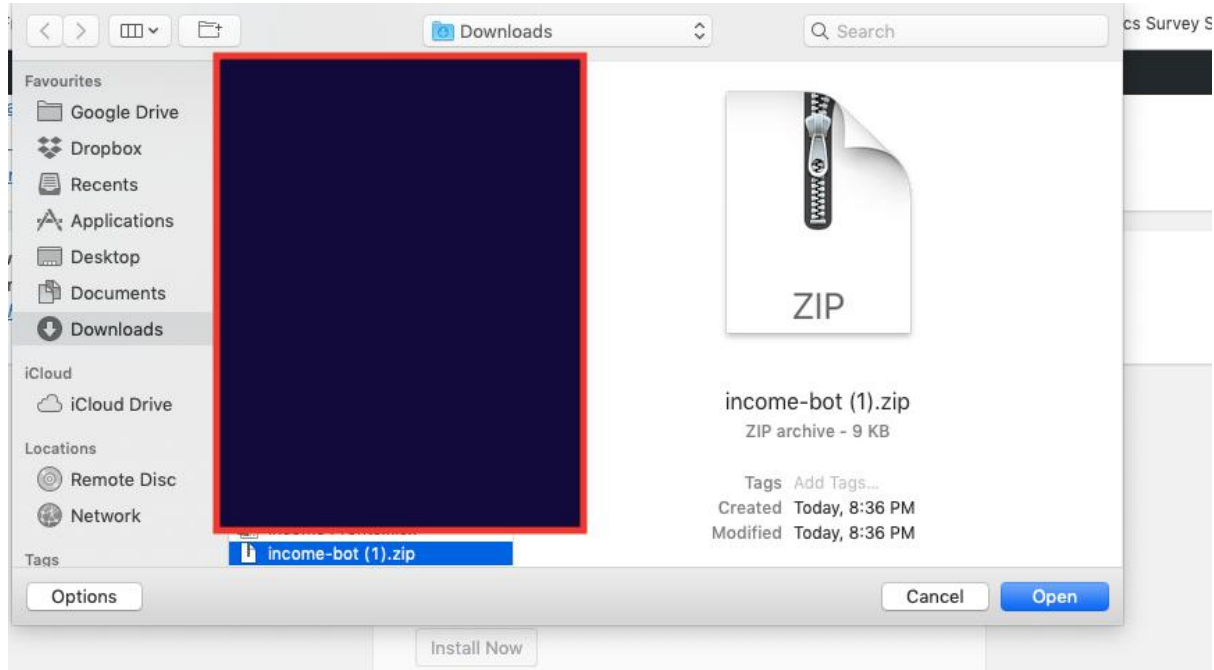 Downloads
Search
cs Survey S
Favourites
Google Drive
Dropbox
Recents
Applications
Desktop
Documents
Downloads
iCloud
iCloud Drive
Locations
Remote Disc
Network
Tags
income-bot (1).zip
ZIP
income-bot (1).zip
ZIP archive - 9 KB
Tags Add Tags...
Created Today, 8:36 PM
Modified Today, 8:36 PM
Options
Cancel
Open
Install Now